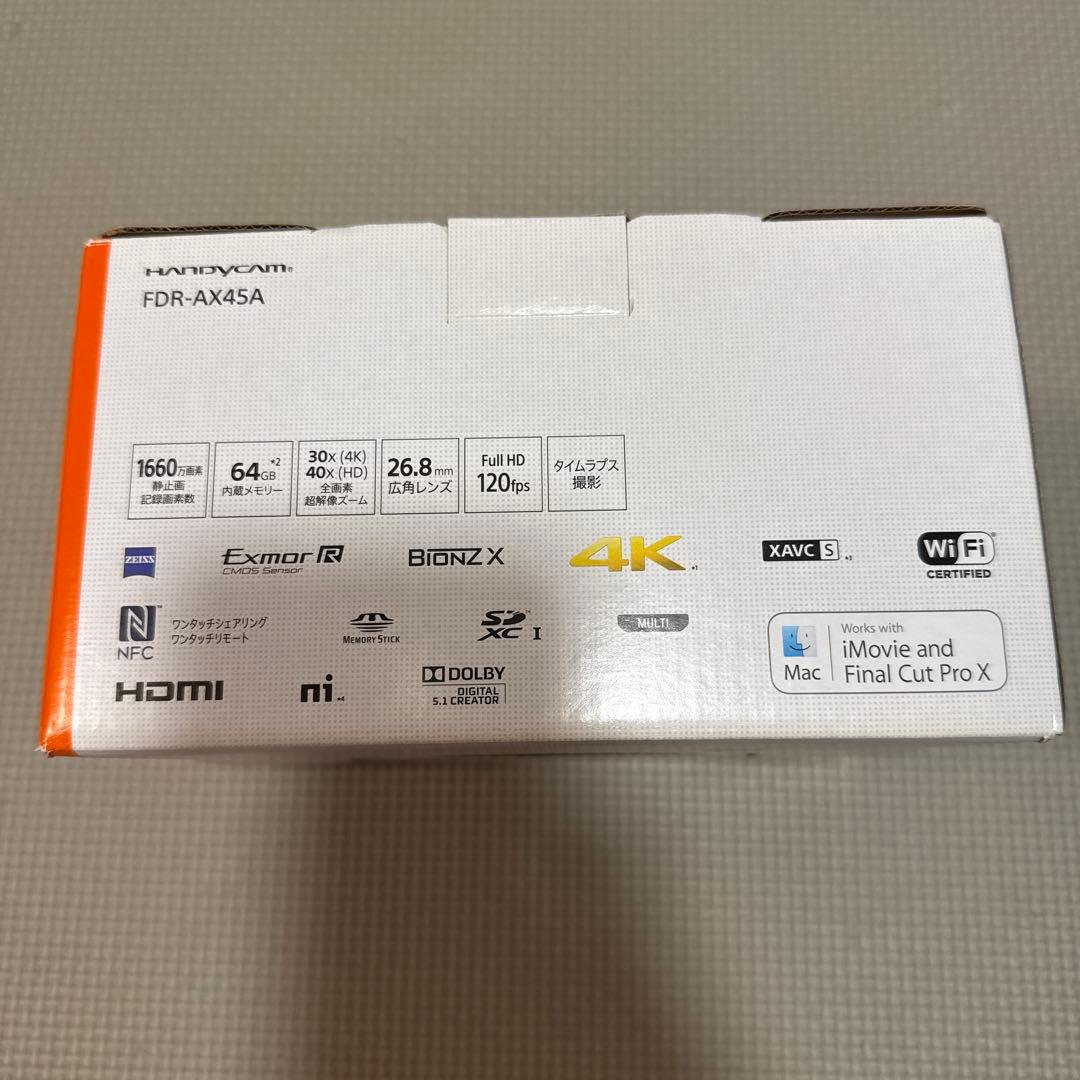 HANDYCAM®
FDR-AX45A
1660万画素
静止画
記録画素数
64GB*2
内蔵メモリー
30x (4K)
40x (HD)
全画素
超解像ズーム
26.8mm
広角レンズ
Full HD
120fps
タイムラプス
撮影
ZEISS
Exmor R
CMOS Sensor
BIONZ X
4K*1
XAVC S*3
Wi Fi
CERTIFIED
NFC
ワンタッチシェアリング
ワンタッチリモート
MEMORY STICK
SD XC I
MULTI
Mac
Works with
iMovie and
Final Cut Pro X
HDMI
ni*4
DOLBY
DIGITAL
5.1 CREATOR